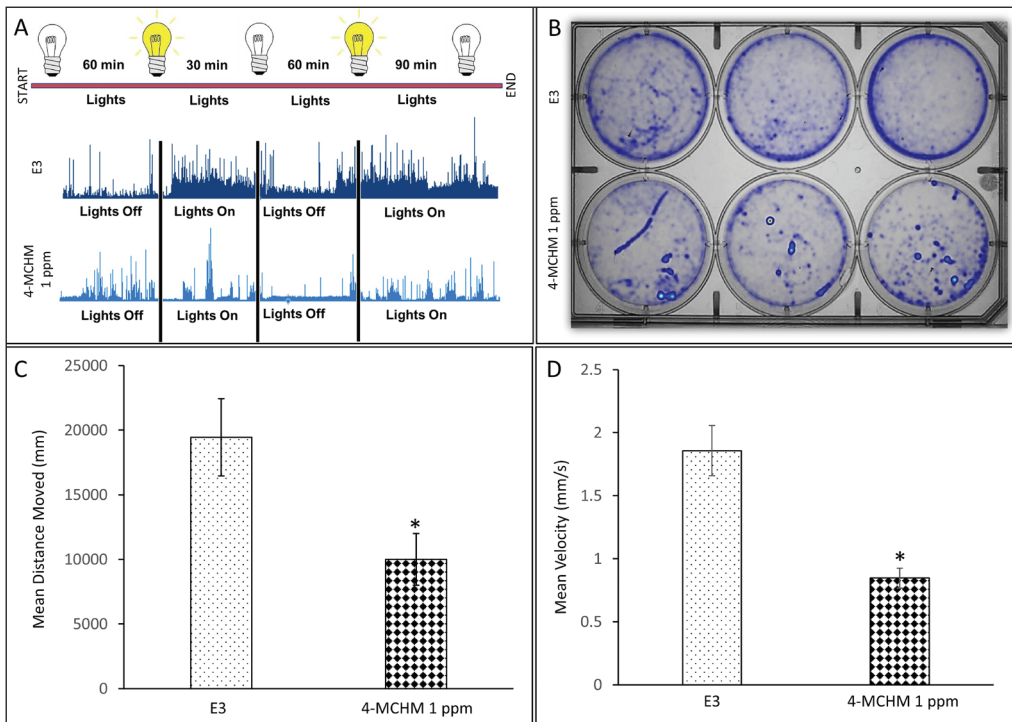 A
60 min 30 min 60 min 90 min
START
Lights Lights Lights Lights
END
E3
Lights Off Lights On Lights Off Lights On
4-MCHM
1 ppm
Lights Off Lights On Lights Off Lights On
B
E3
4-MCHM 1 ppm
C
Mean Distance Moved (mm)
25000
20000
15000
10000
5000
0
*
E3 4-MCHM 1 ppm
D
Mean Velocity (mm/s)
2.5
2
1.5
1
0.5
0
*
E3 4-MCHM 1 ppm